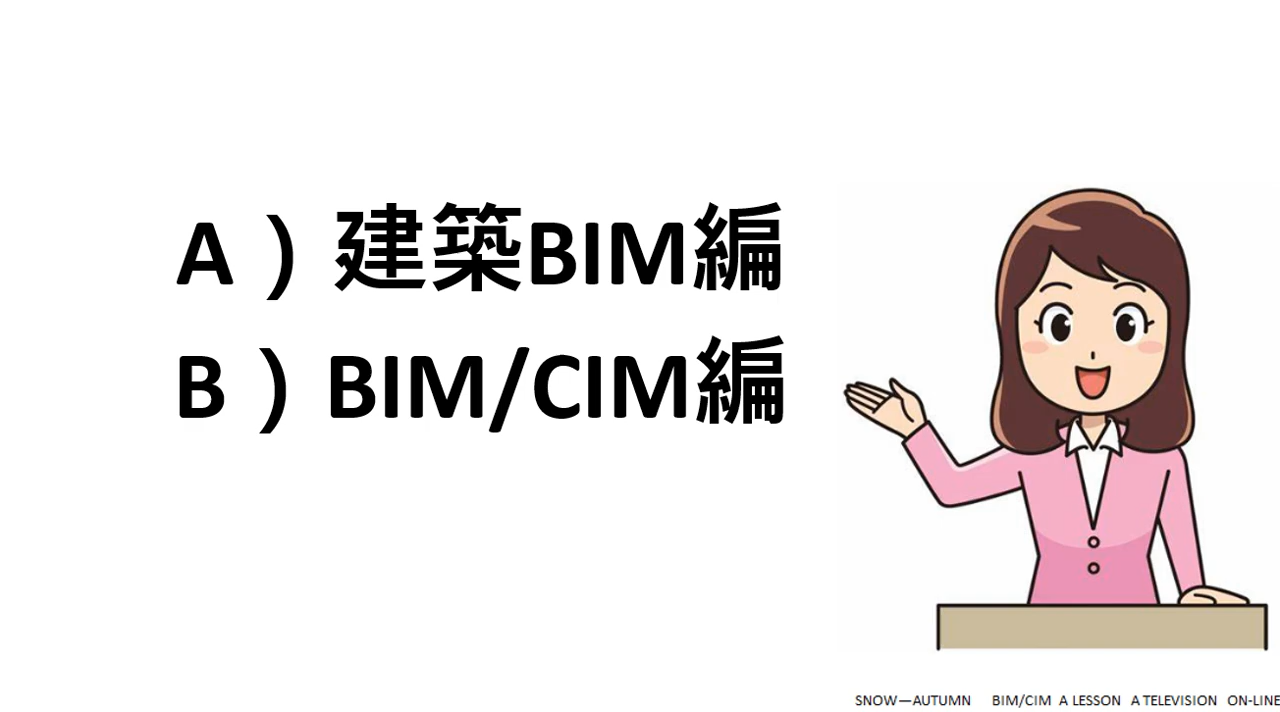 A）建築BIM編
B）BIM/CIM編
SNOW—AUTUMN BIM/CIM A LESSON A TELEVISION ON-LINE